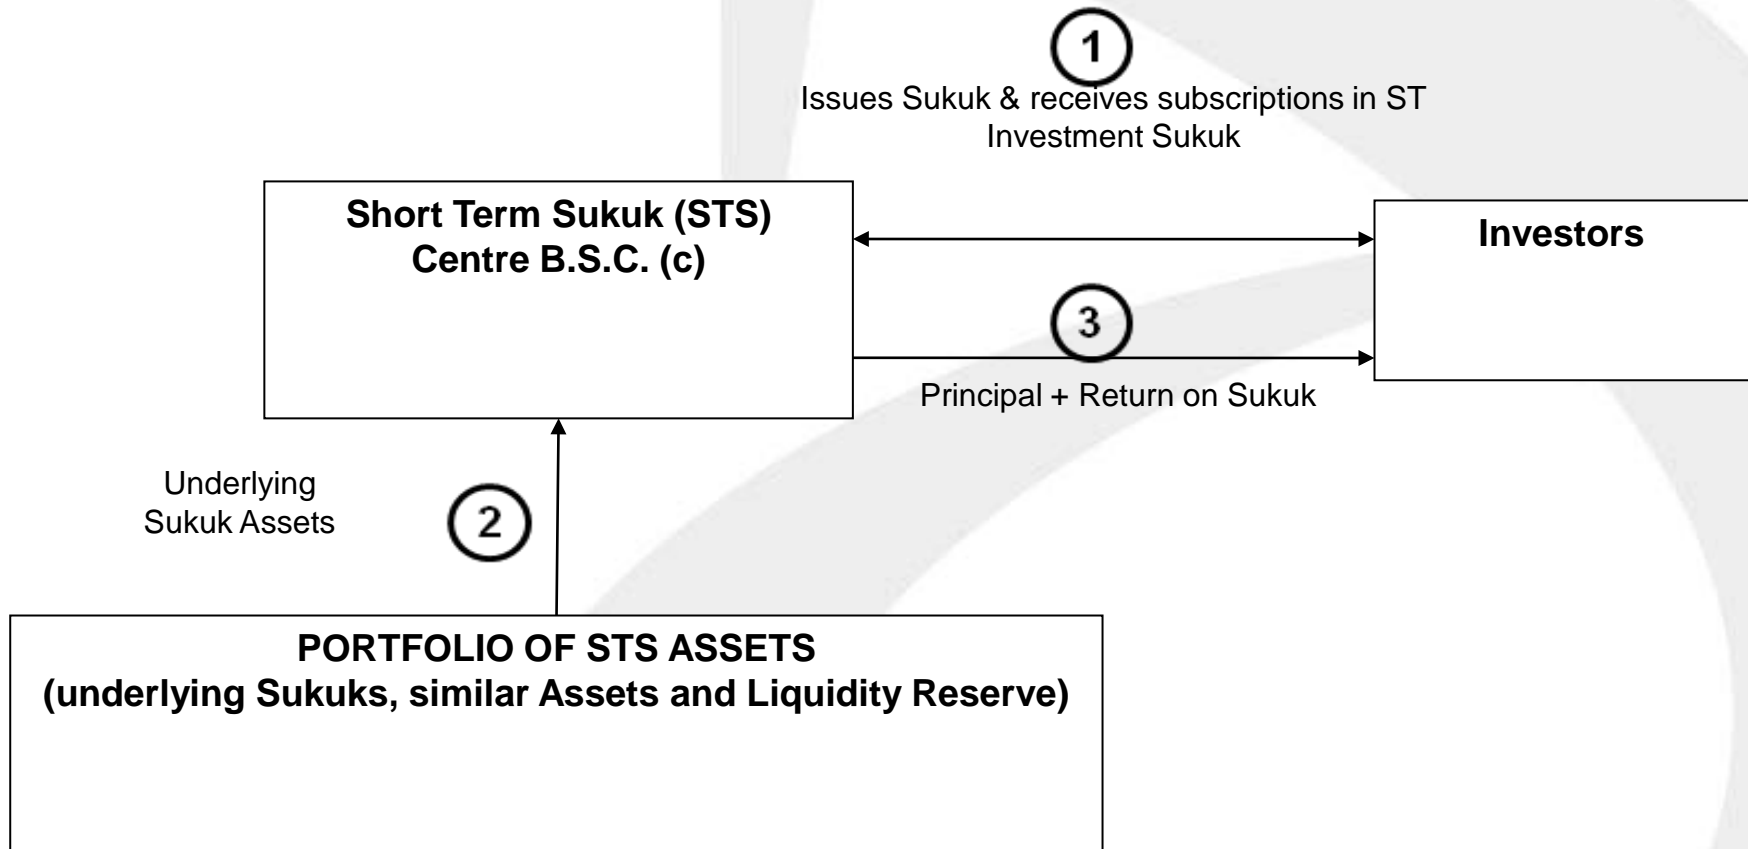 1
Issues Sukuk & receives subscriptions in ST
Investment Sukuk
Short Term Sukuk (STS)
Centre B.S.C. (c)
Investors
3
Principal + Return on Sukuk
Underlying
Sukuk Assets
2
PORTFOLIO OF STS ASSETS
(underlying Sukuks, similar Assets and Liquidity Reserve)